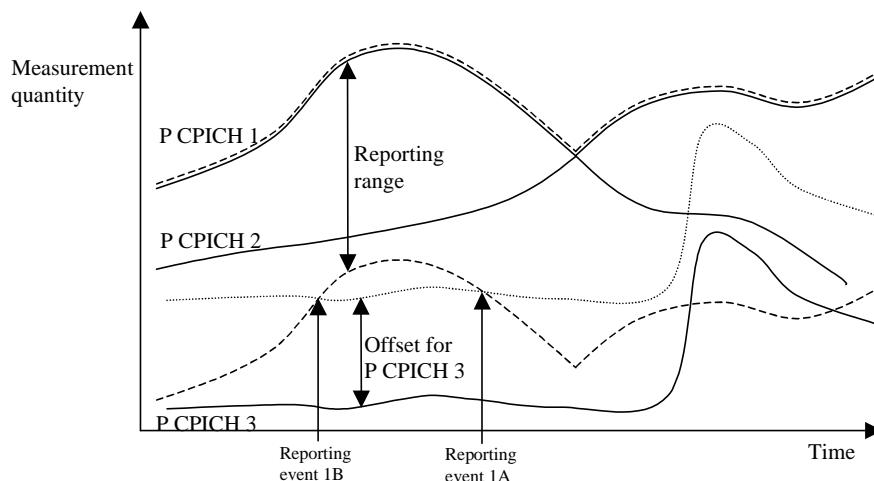 Measurement
quantity
P CPICH 1
Reporting
range
P CPICH 2
Offset for
P CPICH 3
P CPICH 3
Time
Reporting
event 1B
Reporting
event 1A